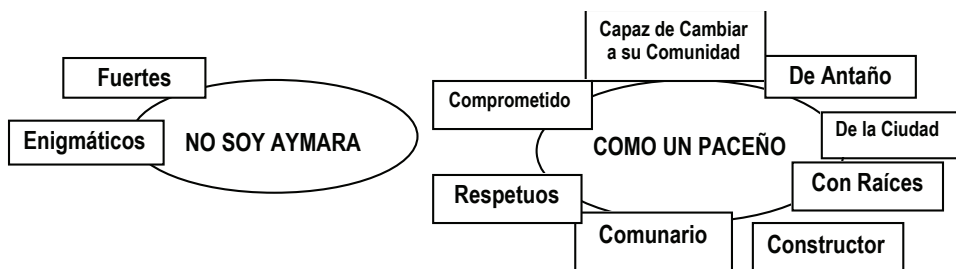 Fuertes
Enigmáticos
NO SOY AYMARA
Capaz de Cambiar
a su Comunidad
De Antaño
Comprometido
De la Ciudad
COMO UN PACEÑO
Con Raíces
Respetuos
Comunario
Constructor